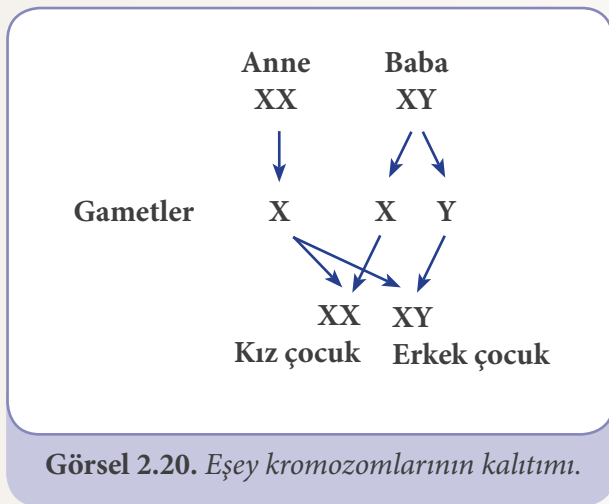 Anne Baba
XX XY
Gametler X X Y
XX XY
Kız çocuk Erkek çocuk
Görsel 2.20. Eşey kromozomlarının kalıtımı.